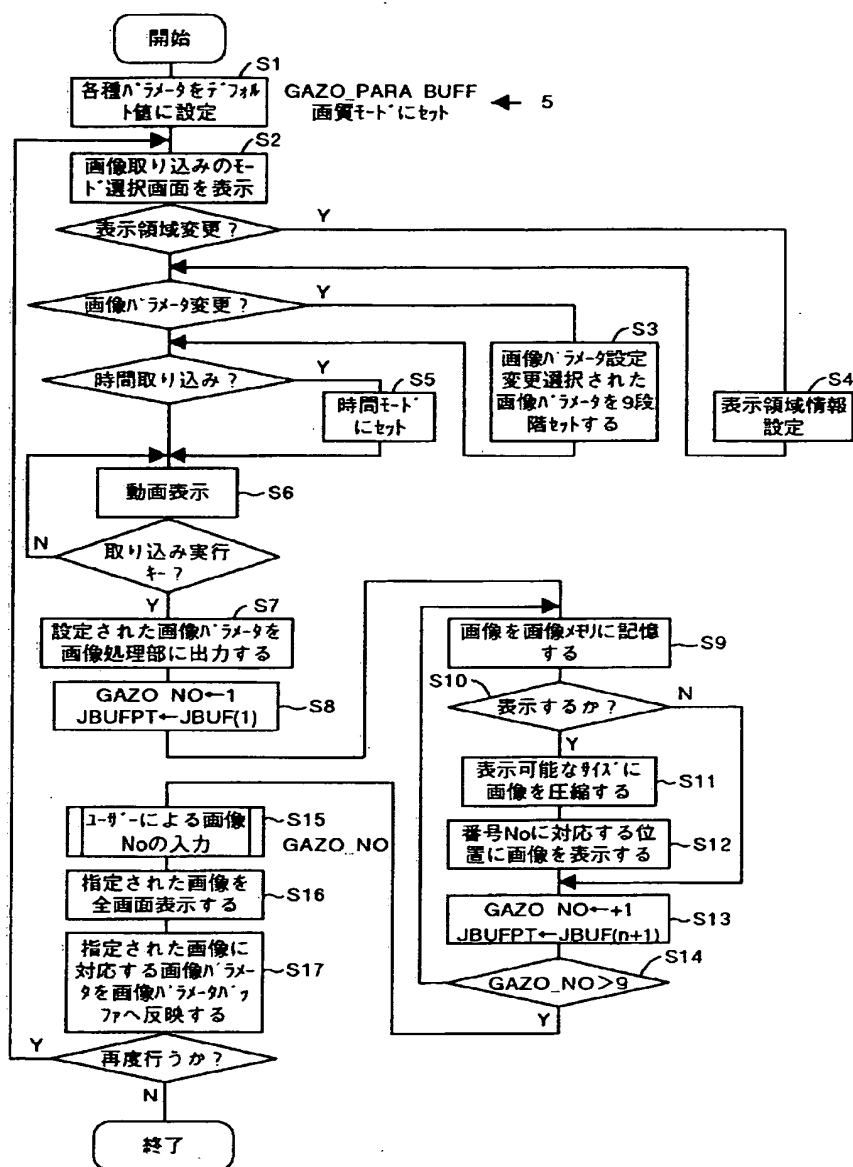 開始
S1
各種パラメータをデフォル
ト値に設定
GAZO_PARA BUFF ← 5
画質モードにセット
S2
画像取り込みのモー
ド選択画面を表示
表示領域変更？
Y
画像パラメータ変更？
Y
時間取り込み？
Y
S5
時間モード
にセット
S3
画像パラメータ設定
変更選択された
画像パラメータを9段
階セットする
S4
表示領域情報
設定
動画表示
S6
取り込み実行
キー？
N
Y
S7
設定された画像パラメータを
画像処理部に出力する
GAZO NO←1
JBUFPT←JBUF(1)
S8
画像を画像メモリに記憶
する
S9
S10
表示するか？
N
Y
表示可能なサイズに
画像を圧縮する
S11
番号Noに対応する位
置に画像を表示する
S12
GAZO NO←+1
JBUFPT←JBUF(n+1)
S13
S14
GAZO_NO>9
Y
ユーザーによる画像
Noの入力
S15
GAZO_NO
指定された画像を
全画面表示する
S16
指定された画像に
対応する画像パラメー
タを画像パラメータバッ
ファへ反映する
S17
再度行うか？
Y
N
終了